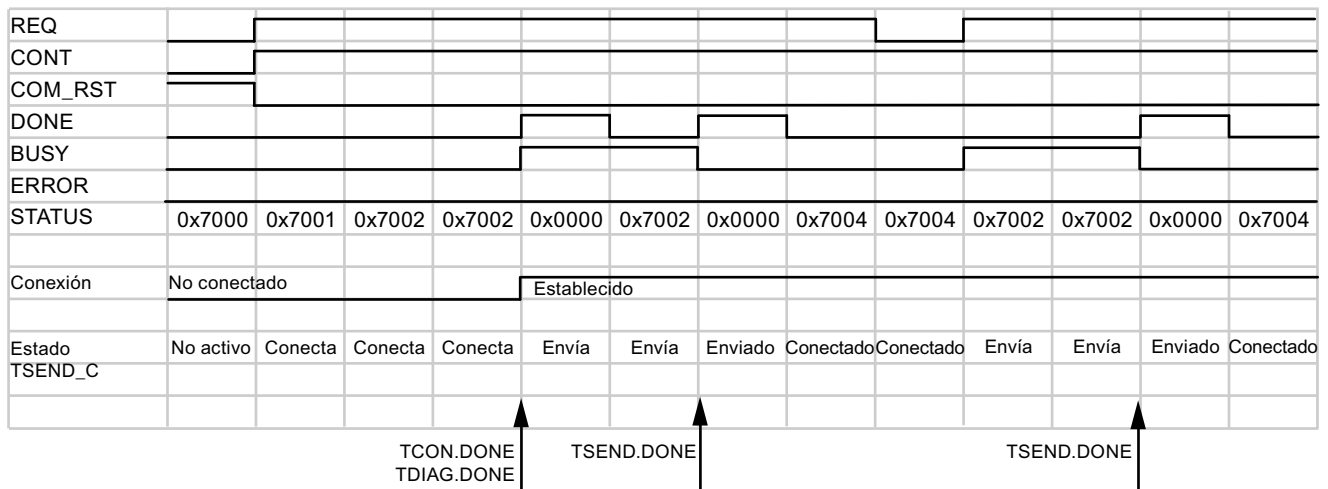 REQ
CONT
COM_RST
DONE
BUSY
ERROR
STATUS 0x7000 0x7001 0x7002 0x7002 0x0000 0x7002 0x0000 0x7004 0x7004 0x7002 0x7002 0x0000 0x7004
Conexión No conectado Establecido
Estado No activo Conecta Conecta Conecta Envía Envía Enviado Conectado Conectado Envía Envía Enviado Conectado
TSEND_C
TCON.DONE TSEND.DONE TSEND.DONE
TDIAG.DONE